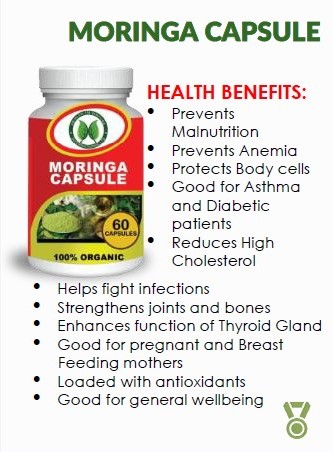 MORINGA CAPSULE
HEALTH BENEFITS:
• Prevents
Malnutrition
• Prevents Anemia
• Protects Body cells
• Good for Asthma
and Diabetic
patients
• Reduces High
Cholesterol
MORINGA
CAPSULE
60
CAPSULES
100% ORGANIC
• Helps fight infections
• Strengthens joints and bones
• Enhances function of Thyroid Gland
• Good for pregnant and Breast
Feeding mothers
• Loaded with antioxidants
• Good for general wellbeing